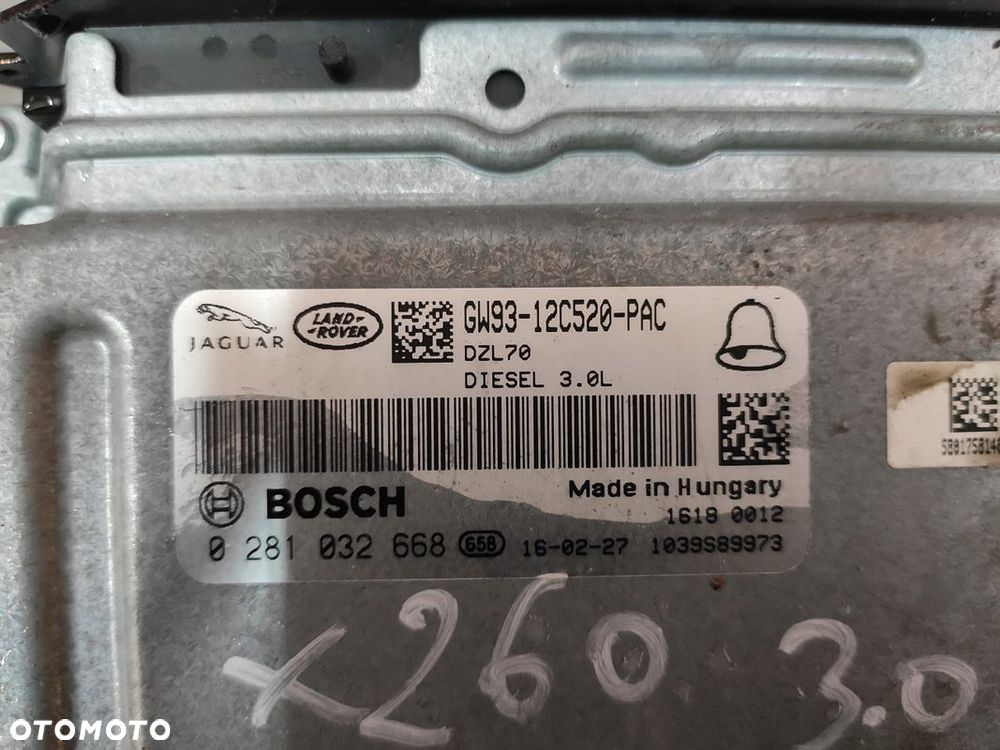 JAGUAR
LAND-
ROVER
GW93-12C520-PAC
DZL70
DIESEL 3.0L
BOSCH
Made in Hungary
1618 0012
0 281 032 668 658 16-02-27 1039S89973
x260 3.0
OTOMOTO